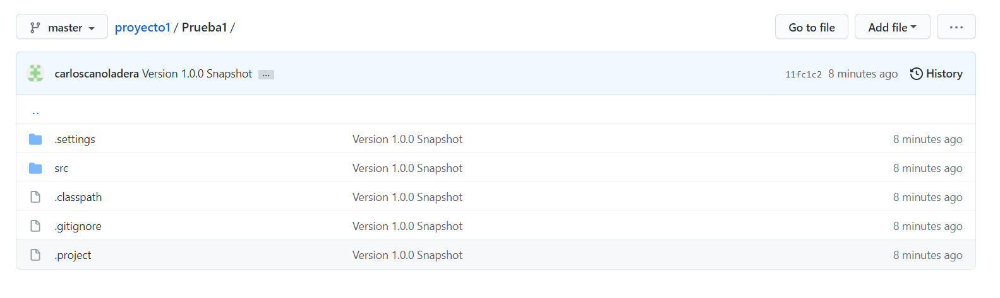 master proyecto1 / Prueba1 / Go to file Add file ...
carloscanoladera Version 1.0.0 Snapshot ... 11fc1c2 8 minutes ago History
..
.settings Version 1.0.0 Snapshot 8 minutes ago
src Version 1.0.0 Snapshot 8 minutes ago
.classpath Version 1.0.0 Snapshot 8 minutes ago
.gitignore Version 1.0.0 Snapshot 8 minutes ago
.project Version 1.0.0 Snapshot 8 minutes ago